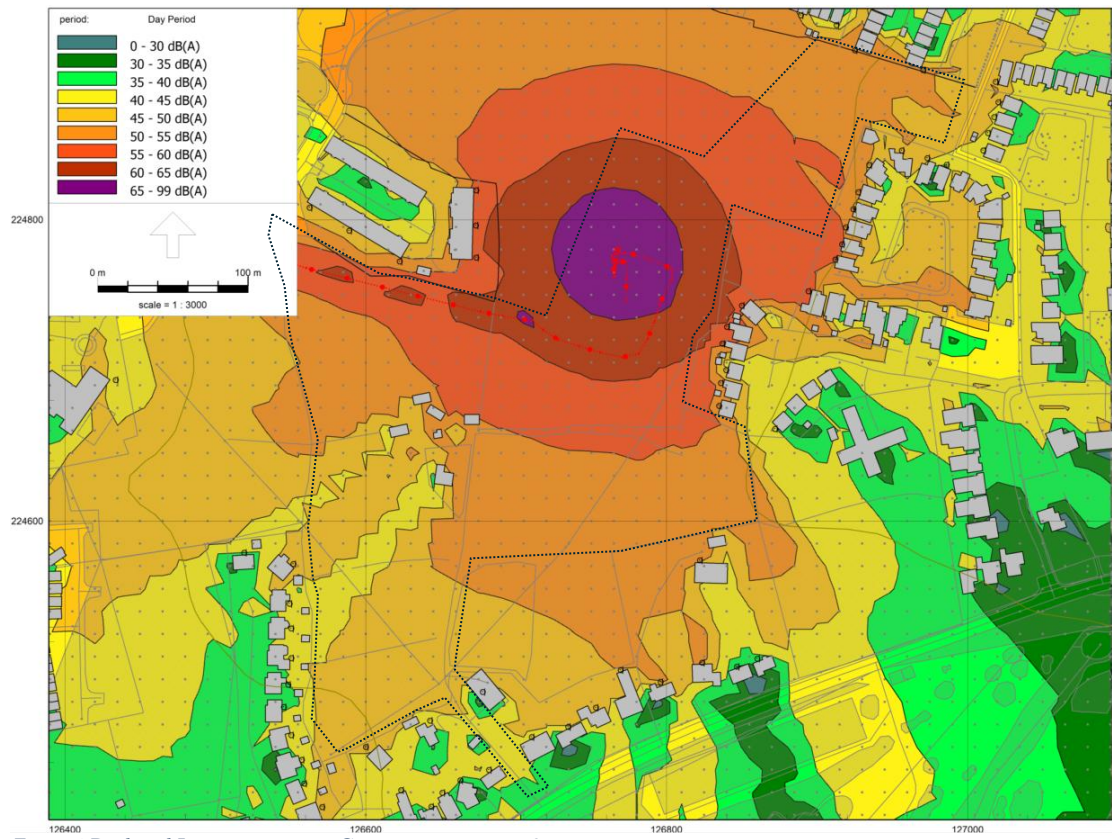 period: Day Period
0 - 30 dB(A)
30 - 35 dB(A)
35 - 40 dB(A)
40 - 45 dB(A)
45 - 50 dB(A)
50 - 55 dB(A)
55 - 60 dB(A)
60 - 65 dB(A)
65 - 99 dB(A)
0 m 100 m
scale = 1 : 3000
224800
224600
126400 126600 126800 127000